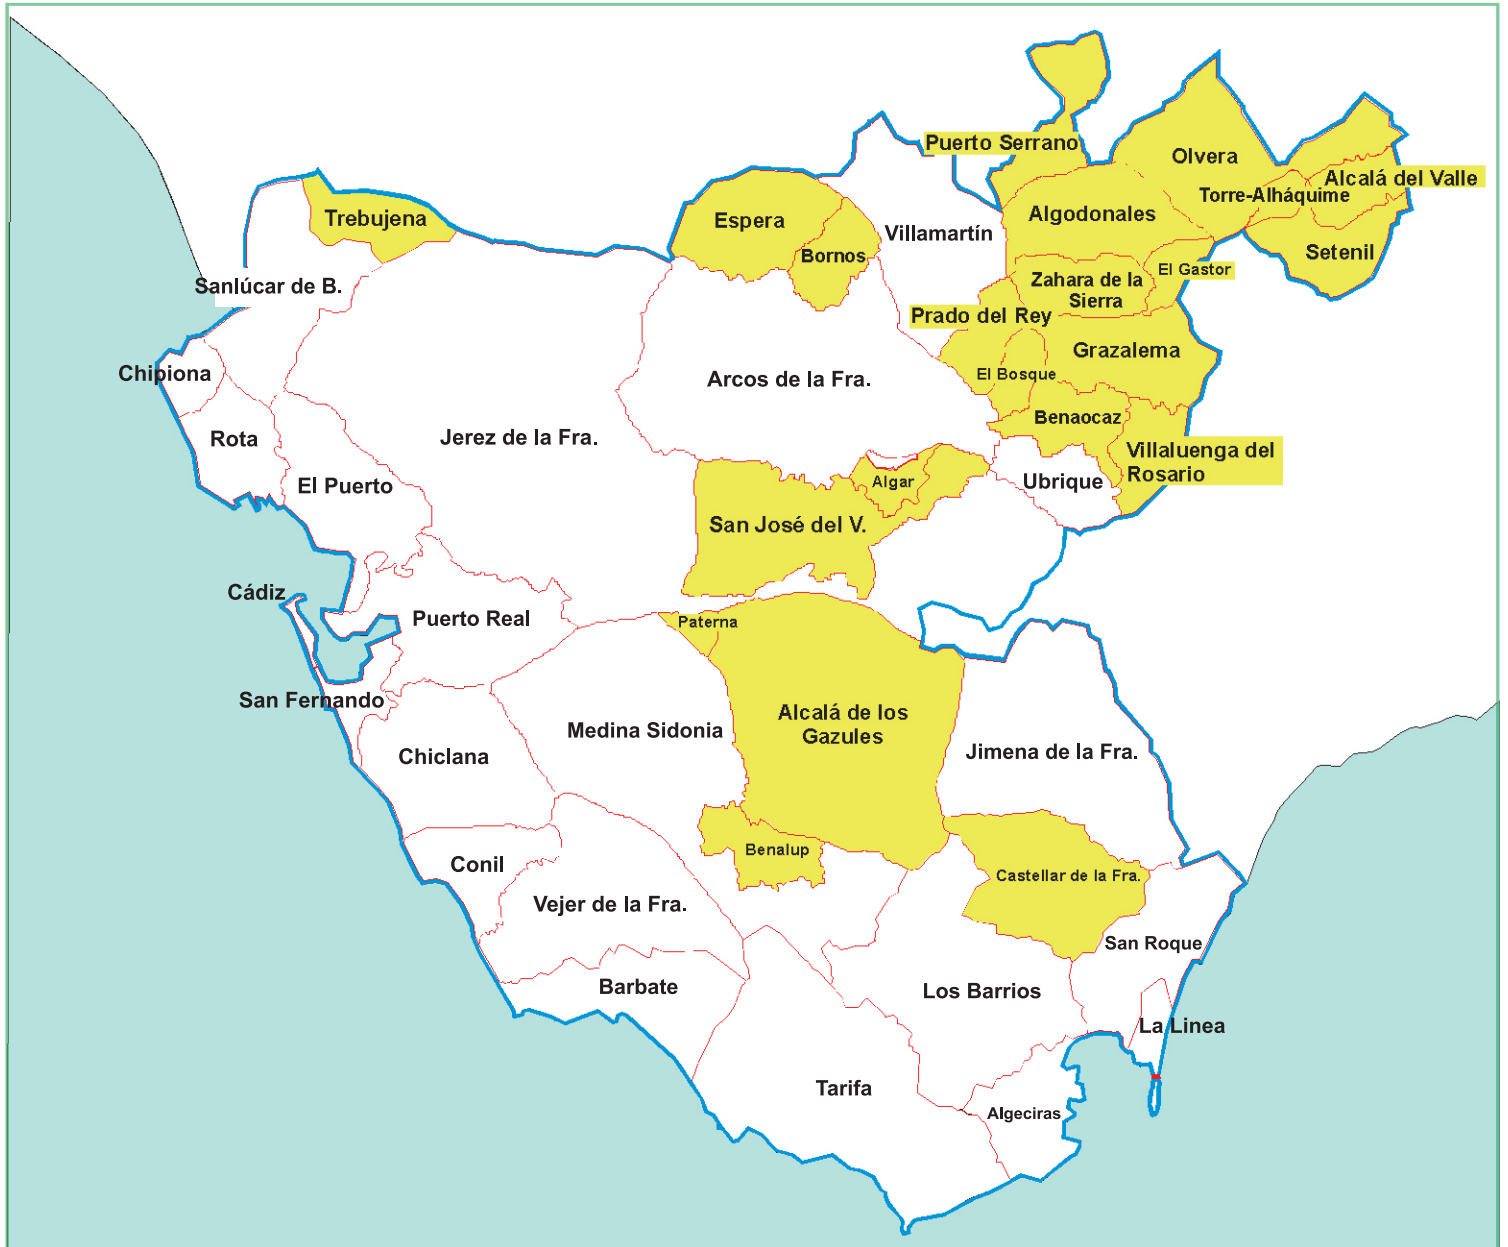 Puerto Serrano
Olvera
Alcalá del Valle
Torre-Alháquime
Trebujena
Espera
Algodonales
Villamartín
Bornos
Setenil
El Gastor
Zahara de la
Sierra
Sanlúcar de B.
Prado del Rey
Grazalema
Chipiona
Arcos de la Fra.
El Bosque
Benaocaz
Rota
Jerez de la Fra.
Villaluenga del
Rosario
El Puerto
Algar
Ubrique
San José del V.
Cádiz
Puerto Real
Paterna
San Fernando
Alcalá de los
Gazules
Medina Sidonia
Chiclana
Jimena de la Fra.
Benalup
Conil
Castellar de la Fra.
Vejer de la Fra.
San Roque
Barbate
Los Barrios
La Linea
Tarifa
Algeciras